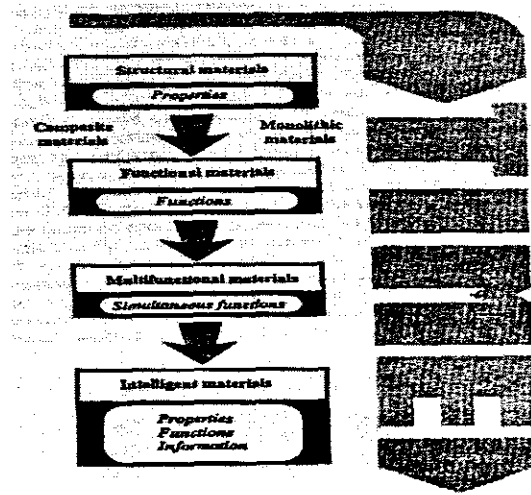 Structural materials
Properties
Composite materials
Monolithic materials
Functional materials
Functions
Multifunctional materials
Simultaneous functions
Intelligent materials
Properties
Functions
Information